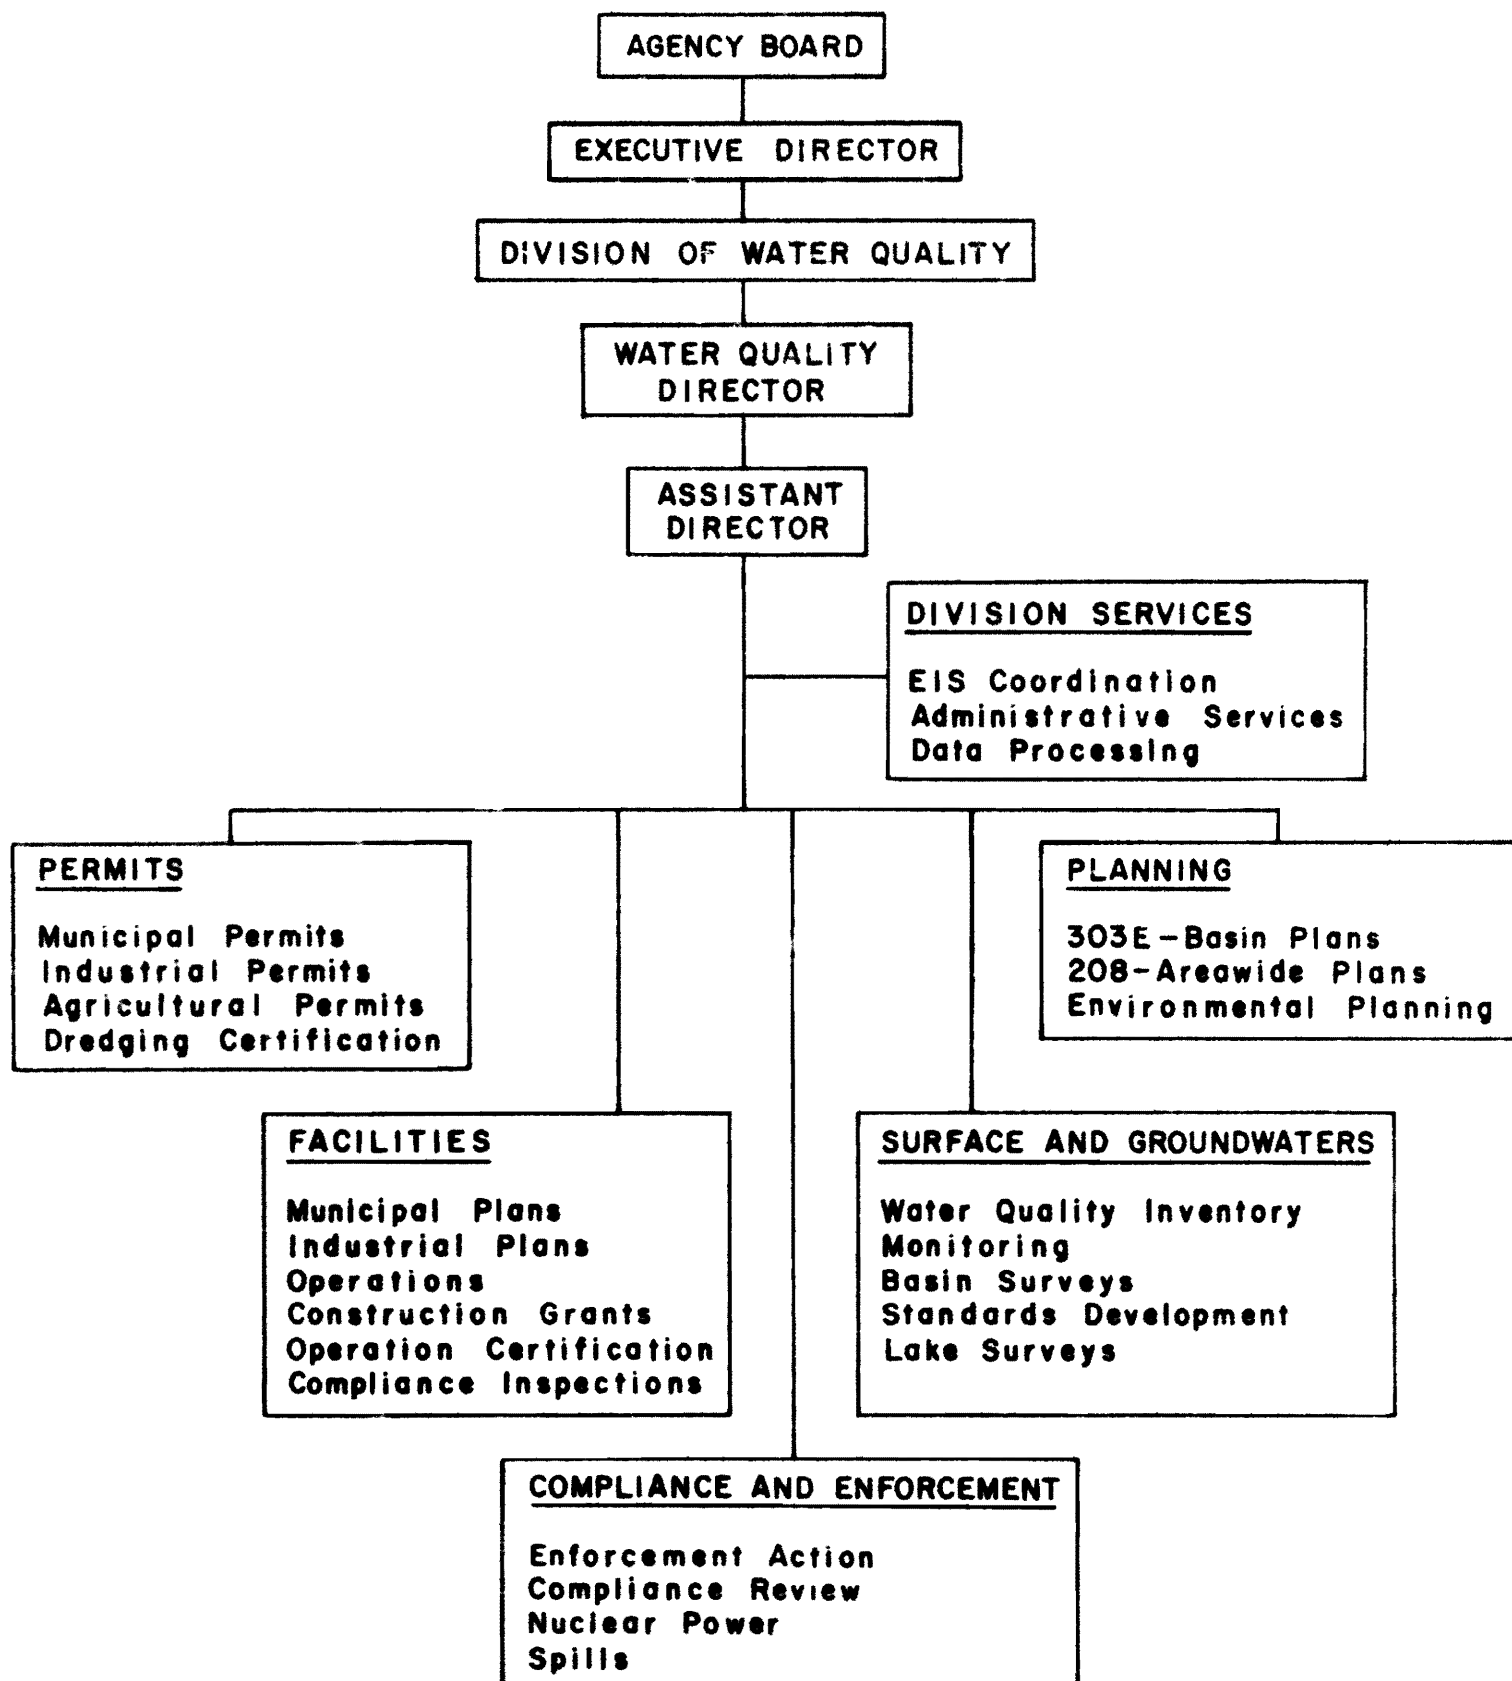 AGENCY BOARD
EXECUTIVE DIRECTOR
DIVISION OF WATER QUALITY
WATER QUALITY
DIRECTOR
ASSISTANT
DIRECTOR
DIVISION SERVICES
EIS Coordination
Administrative Services
Data Processing
PERMITS
Municipal Permits
Industrial Permits
Agricultural Permits
Dredging Certification
PLANNING
303E-Basin Plans
208-Areawide Plans
Environmental Planning
FACILITIES
Municipal Plans
Industrial Plans
Operations
Construction Grants
Operation Certification
Compliance Inspections
SURFACE AND GROUNDWATERS
Water Quality Inventory
Monitoring
Basin Surveys
Standards Development
Lake Surveys
COMPLIANCE AND ENFORCEMENT
Enforcement Action
Compliance Review
Nuclear Power
Spills